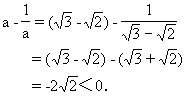 a - 1/a = (√3 - √2) - 1/(√3 - √2)
= (√3 - √2) - (√3 + √2)
= -2√2＜0.